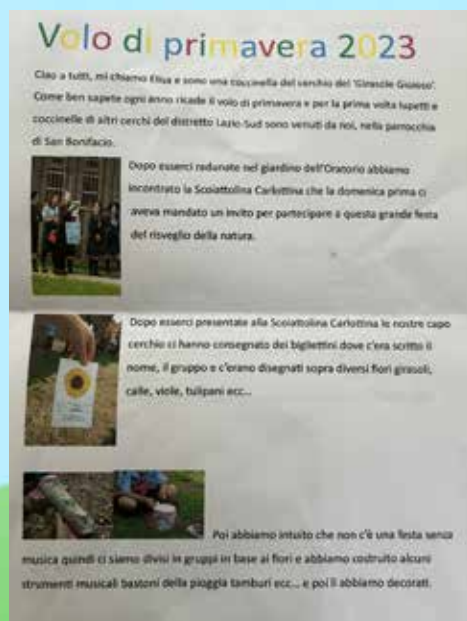 Volo di primavera 2023
Ciao a tutti, mi chiamo Elisa e sono una coccinella del cerchio del 'Girasole Gioioso'.
Come ben sapete ogni anno ricade il volo di primavera e per la prima volta lupetti e
coccinelle di altri cerchi del distretto Lazio-Sud sono venuti da noi, nella parrocchia
di San Bonifacio.
Dopo esserci radunate nel giardino dell'Oratorio abbiamo
incontrato la Scoiattolina Carlottina che la domenica prima ci
aveva mandato un invito per partecipare a questa grande festa
del risveglio della natura.
Dopo esserci presentate alla Scoiattolina Carlottina le nostre capo
cerchio ci hanno consegnato dei bigliettini dove c'era scritto il
nome, il gruppo e c'erano disegnati sopra diversi fiori girasoli,
calle, viole, tulipani ecc...
Poi abbiamo intuito che non c'è una festa senza
musica quindi ci siamo divisi in gruppi in base ai fiori e abbiamo costruito alcuni
strumenti musicali bastoni della pioggia tamburi ecc... e poi li abbiamo decorati.